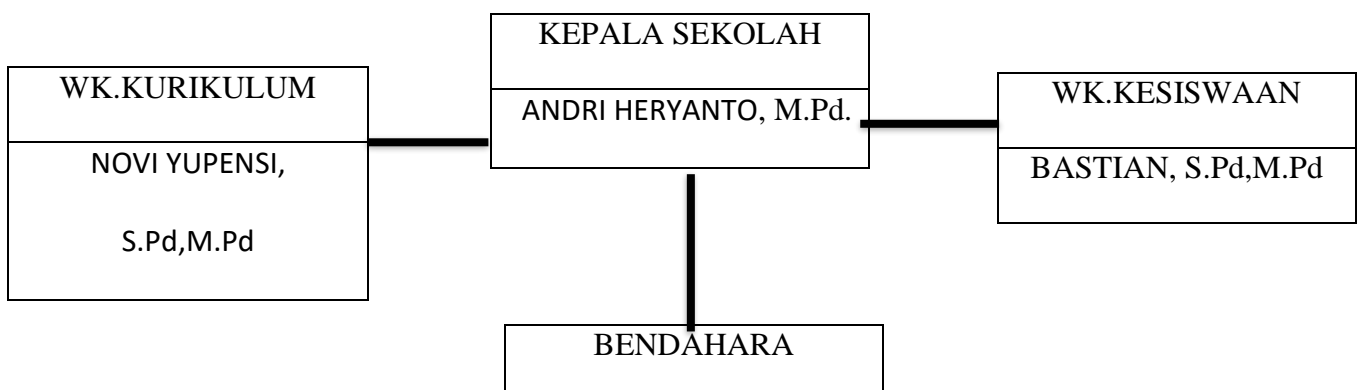 KEPALA SEKOLAH
ANDRI HERYANTO, M.Pd.
WK.KURIKULUM
NOVI YUPENSI,
S.Pd,M.Pd
WK.KESISWAAN
BASTIAN, S.Pd,M.Pd
BENDAHARA